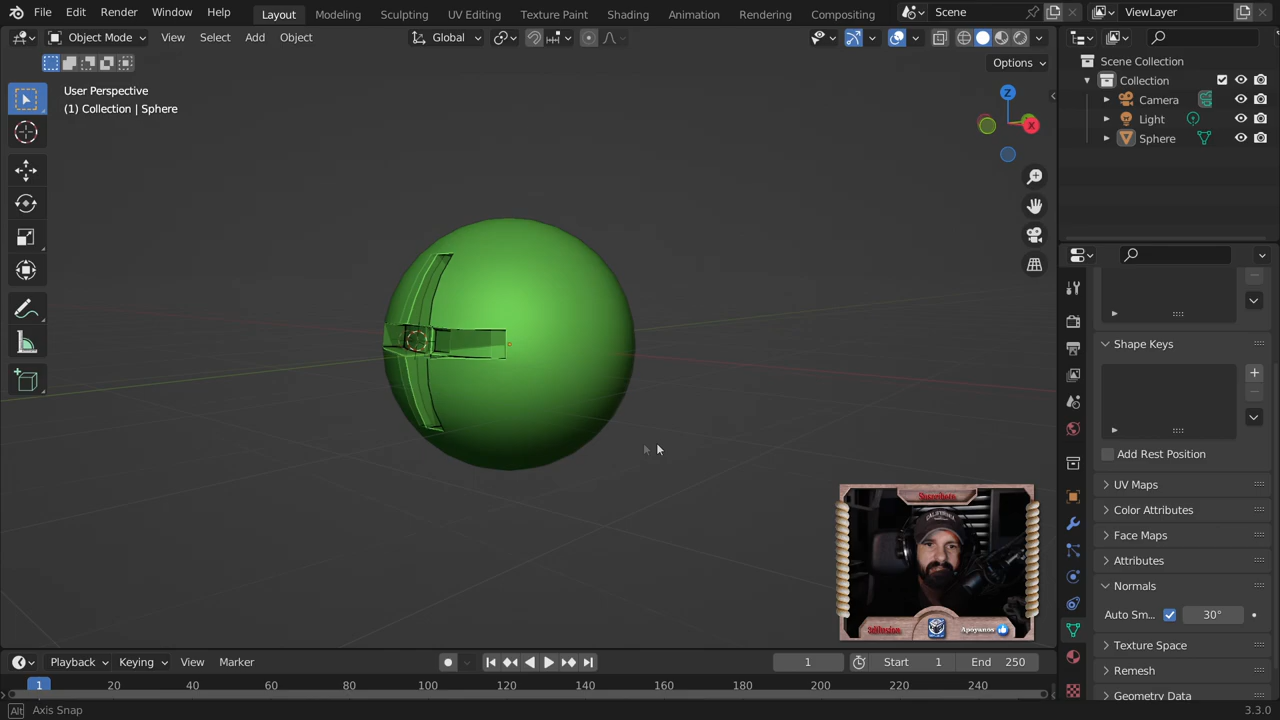 File Edit Render Window Help Layout Modeling Sculpting UV Editing Texture Paint Shading Animation Rendering Compositing Scene ViewLayer
Object Mode View Select Add Object Global
Options
User Perspective
(1) Collection | Sphere
Z
X
Scene Collection
Collection
Camera
Light
Sphere
Shape Keys
Add Rest Position
UV Maps
Color Attributes
Face Maps
Attributes
Normals
Auto Sm... 30°
Texture Space
Remesh
Geometry Data
Suscribete
CALIFORNIA
3dillusion
Apoyanos
Playback Keying View Marker 1 Start 1 End 250
1 20 40 60 80 100 120 140 160 180 200 220 240
Alt Axis Snap 3.3.0